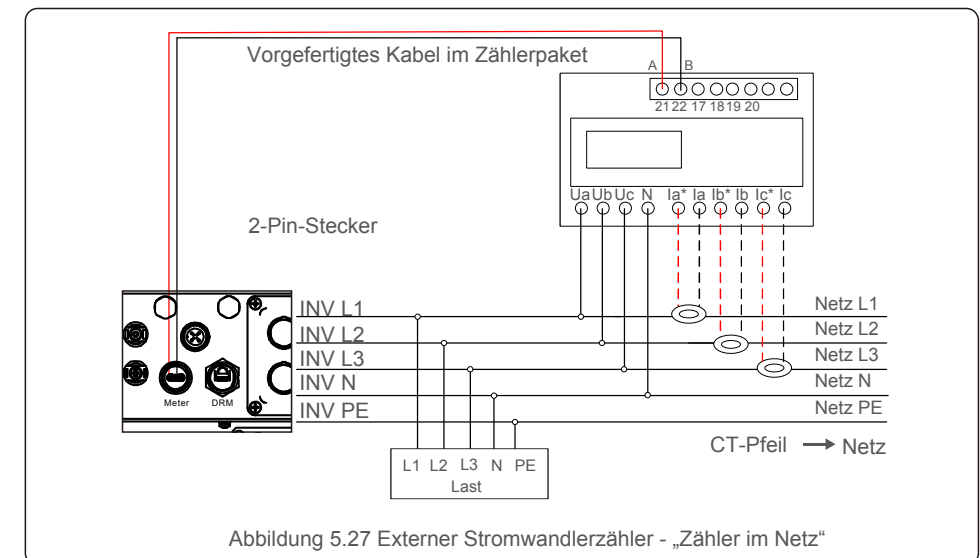 Vorgefertigtes Kabel im Zählerpaket
A B
21 22 17 18 19 20
Ua Ub Uc N Ia* Ia Ib* Ib Ic* Ic
2-Pin-Stecker
INV L1
Netz L1
INV L2
Netz L2
INV L3
Netz L3
INV N
Netz N
INV PE
Netz PE
Meter DRM
CT-Pfeil → Netz
L1 L2 L3 N PE
Last
Abbildung 5.27 Externer Stromwandlerzähler - „Zähler im Netz“